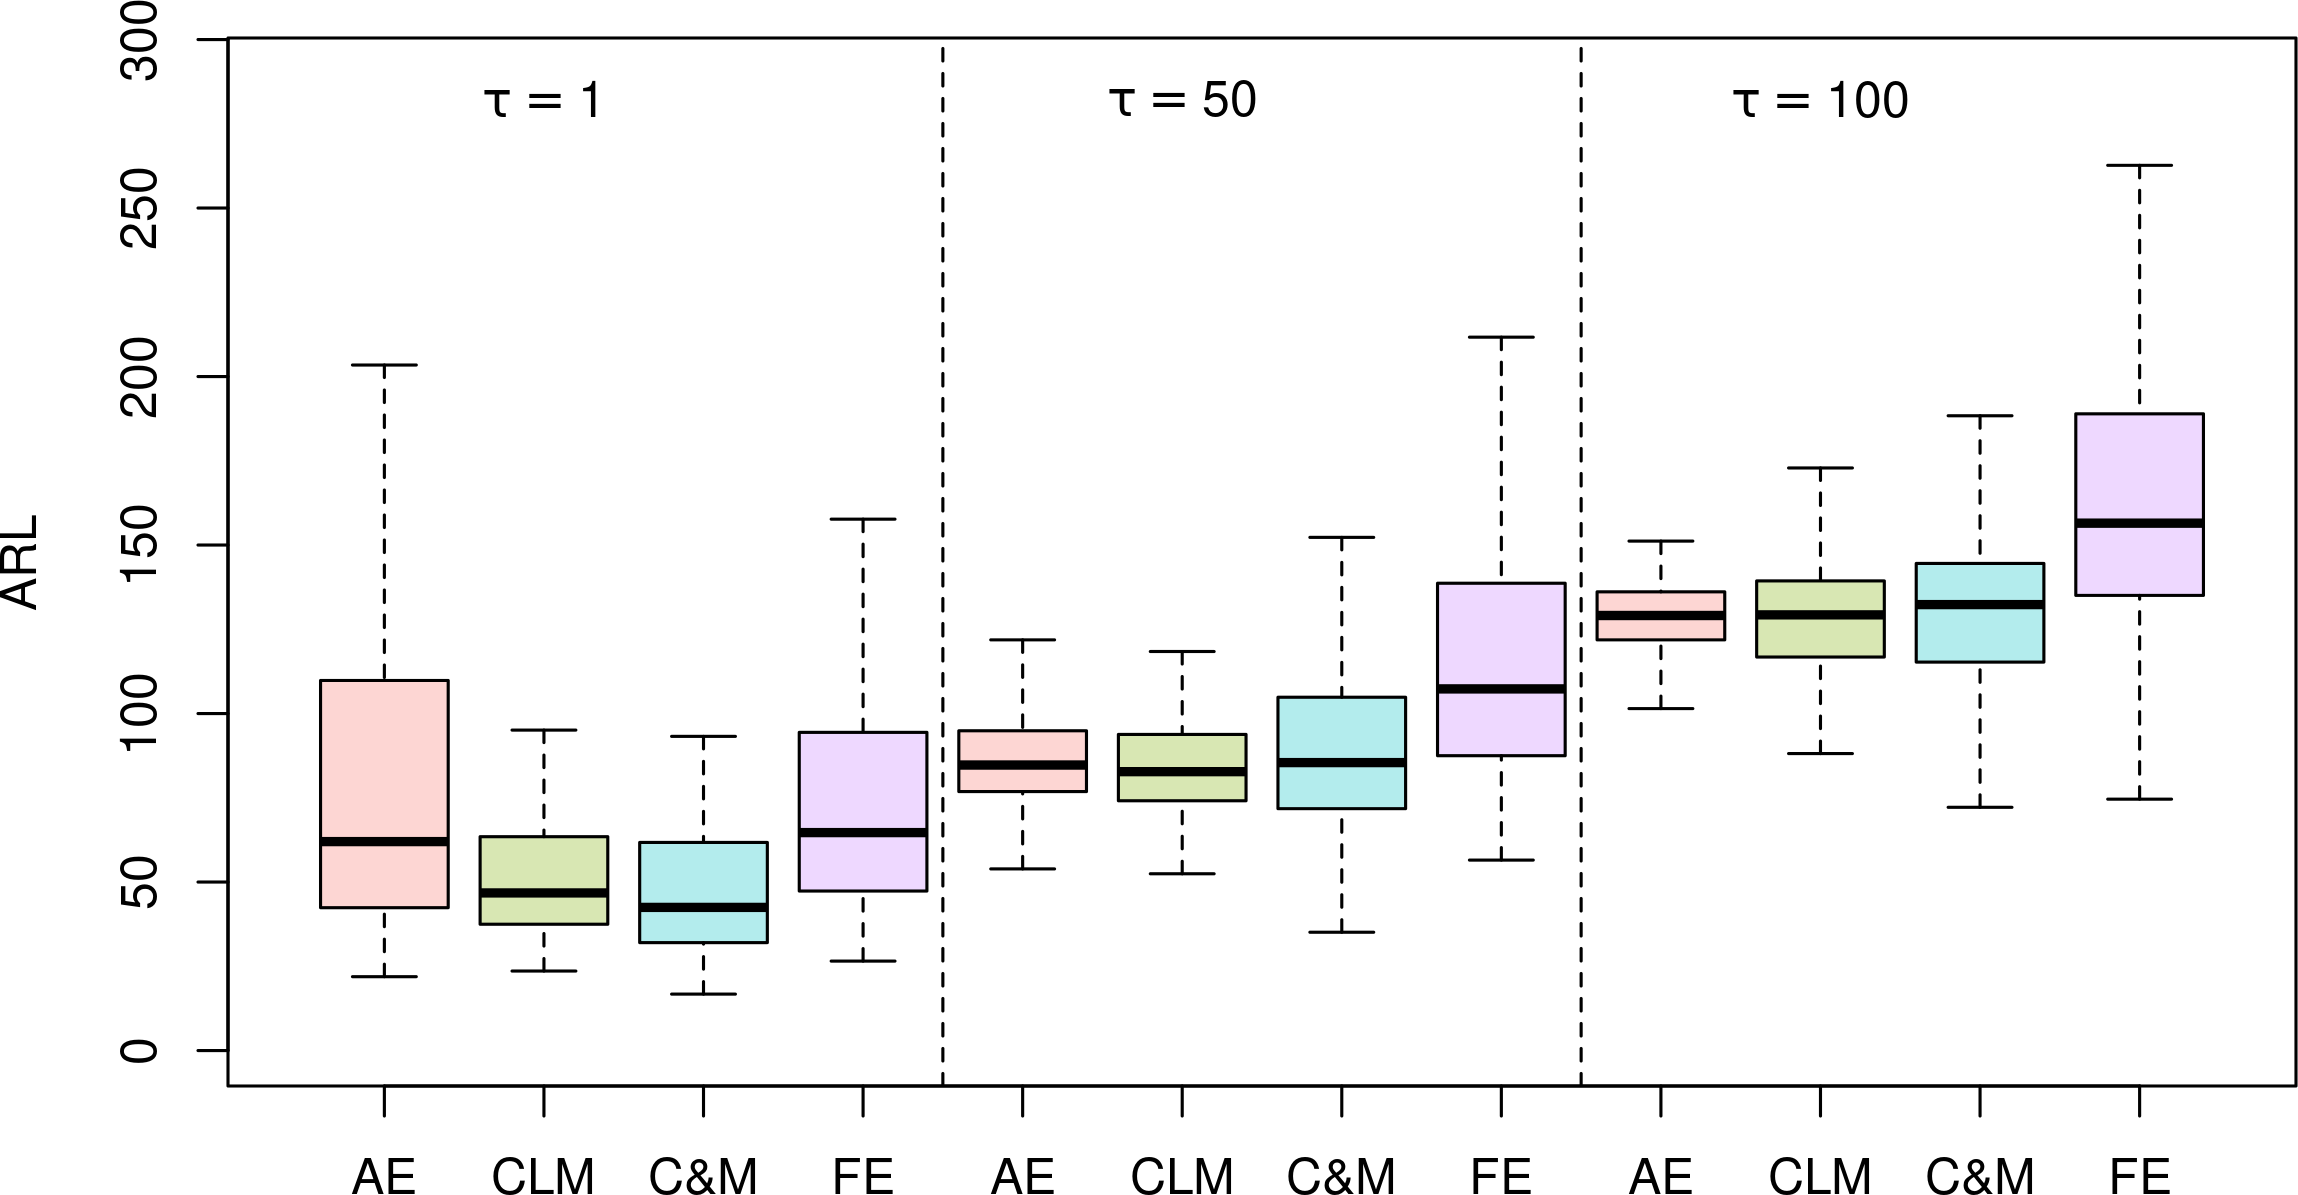 τ = 1
τ = 50
τ = 100
ARL
300
250
200
150
100
50
0
AE CLM C&M FE AE CLM C&M FE AE CLM C&M FE